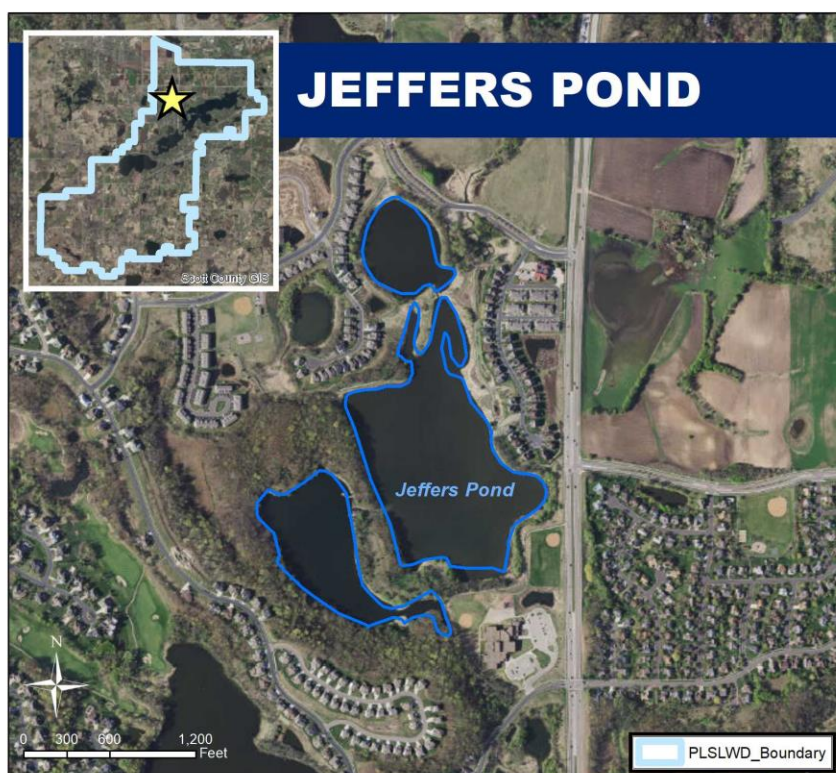 JEFFERS POND
Scott County GIS
Jeffers Pond
N
0 300 600 1,200
Feet
PLSLWD_Boundary